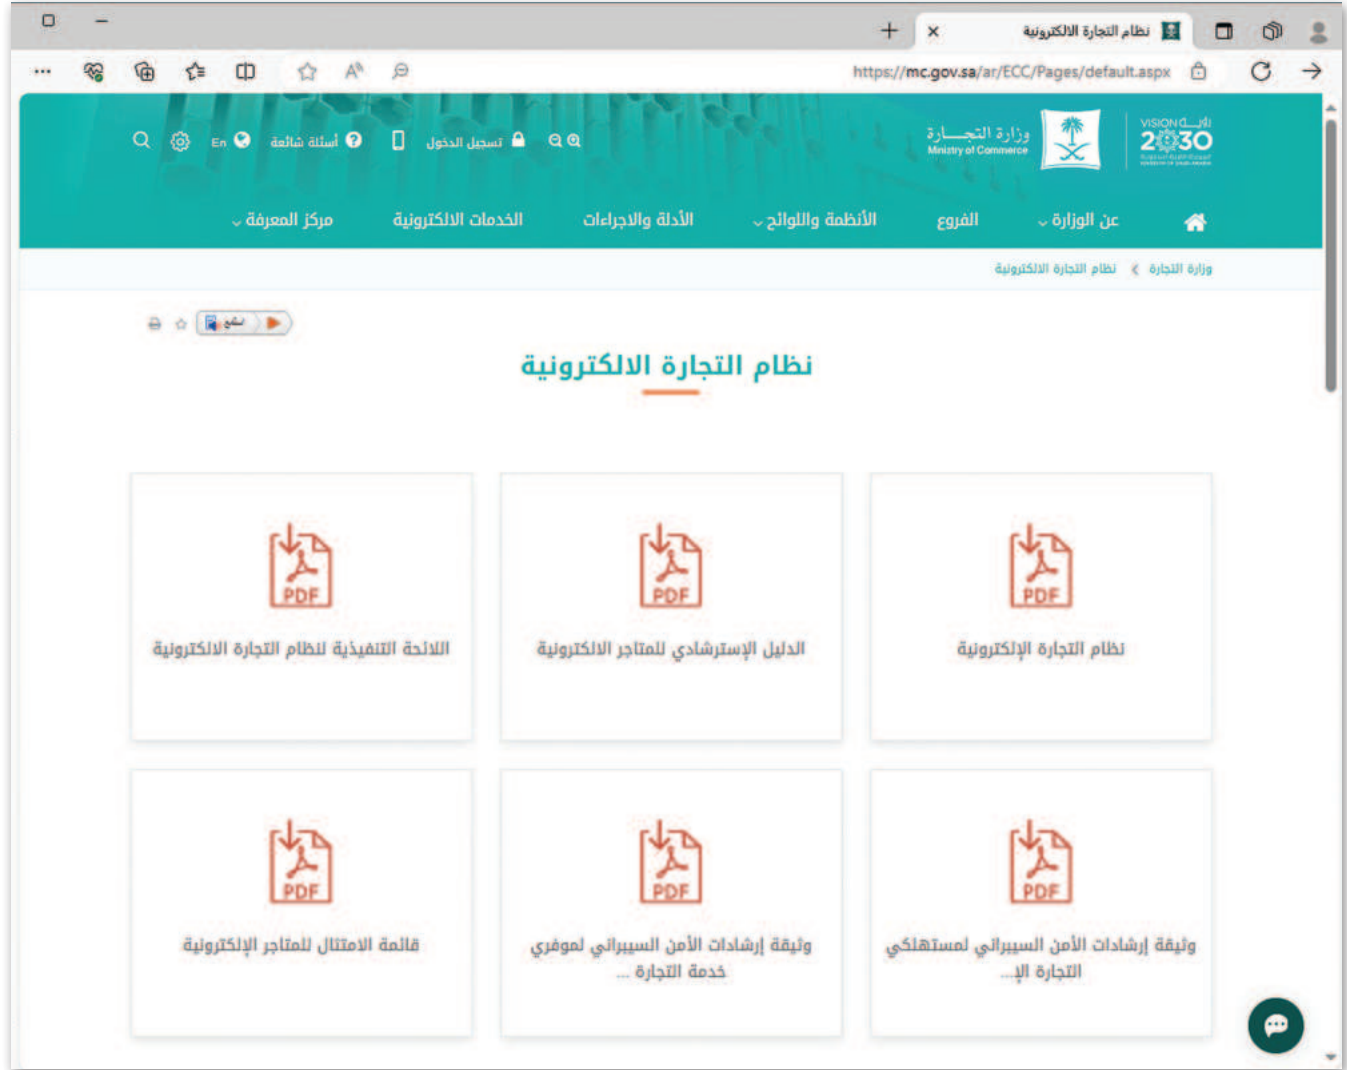 نظام التجارة الالكترونية
https://mc.gov.sa/ar/ECC/Pages/default.aspx
VISION رؤيــة
2030
وزارة التجــــارة
Ministry of Commerce
تسجيل الدخول
أسئلة شائعة
En
عن الوزارة
الفروع
الأنظمة واللوائح
الأدلة والاجراءات
الخدمات الالكترونية
مركز المعرفة
وزارة التجارة
نظام التجارة الالكترونية
نظام التجارة الالكترونية
PDF
PDF
PDF
نظام التجارة الإلكترونية
الدليل الإسترشادي للمتاجر الالكترونية
اللائحة التنفيذية لنظام التجارة الالكترونية
PDF
PDF
PDF
وثيقة إرشادات الأمن السيبراني لمستهلكي
التجارة الإ...
وثيقة إرشادات الأمن السيبراني لموفري
خدمة التجارة ...
قائمة الامتثال للمتاجر الإلكترونية